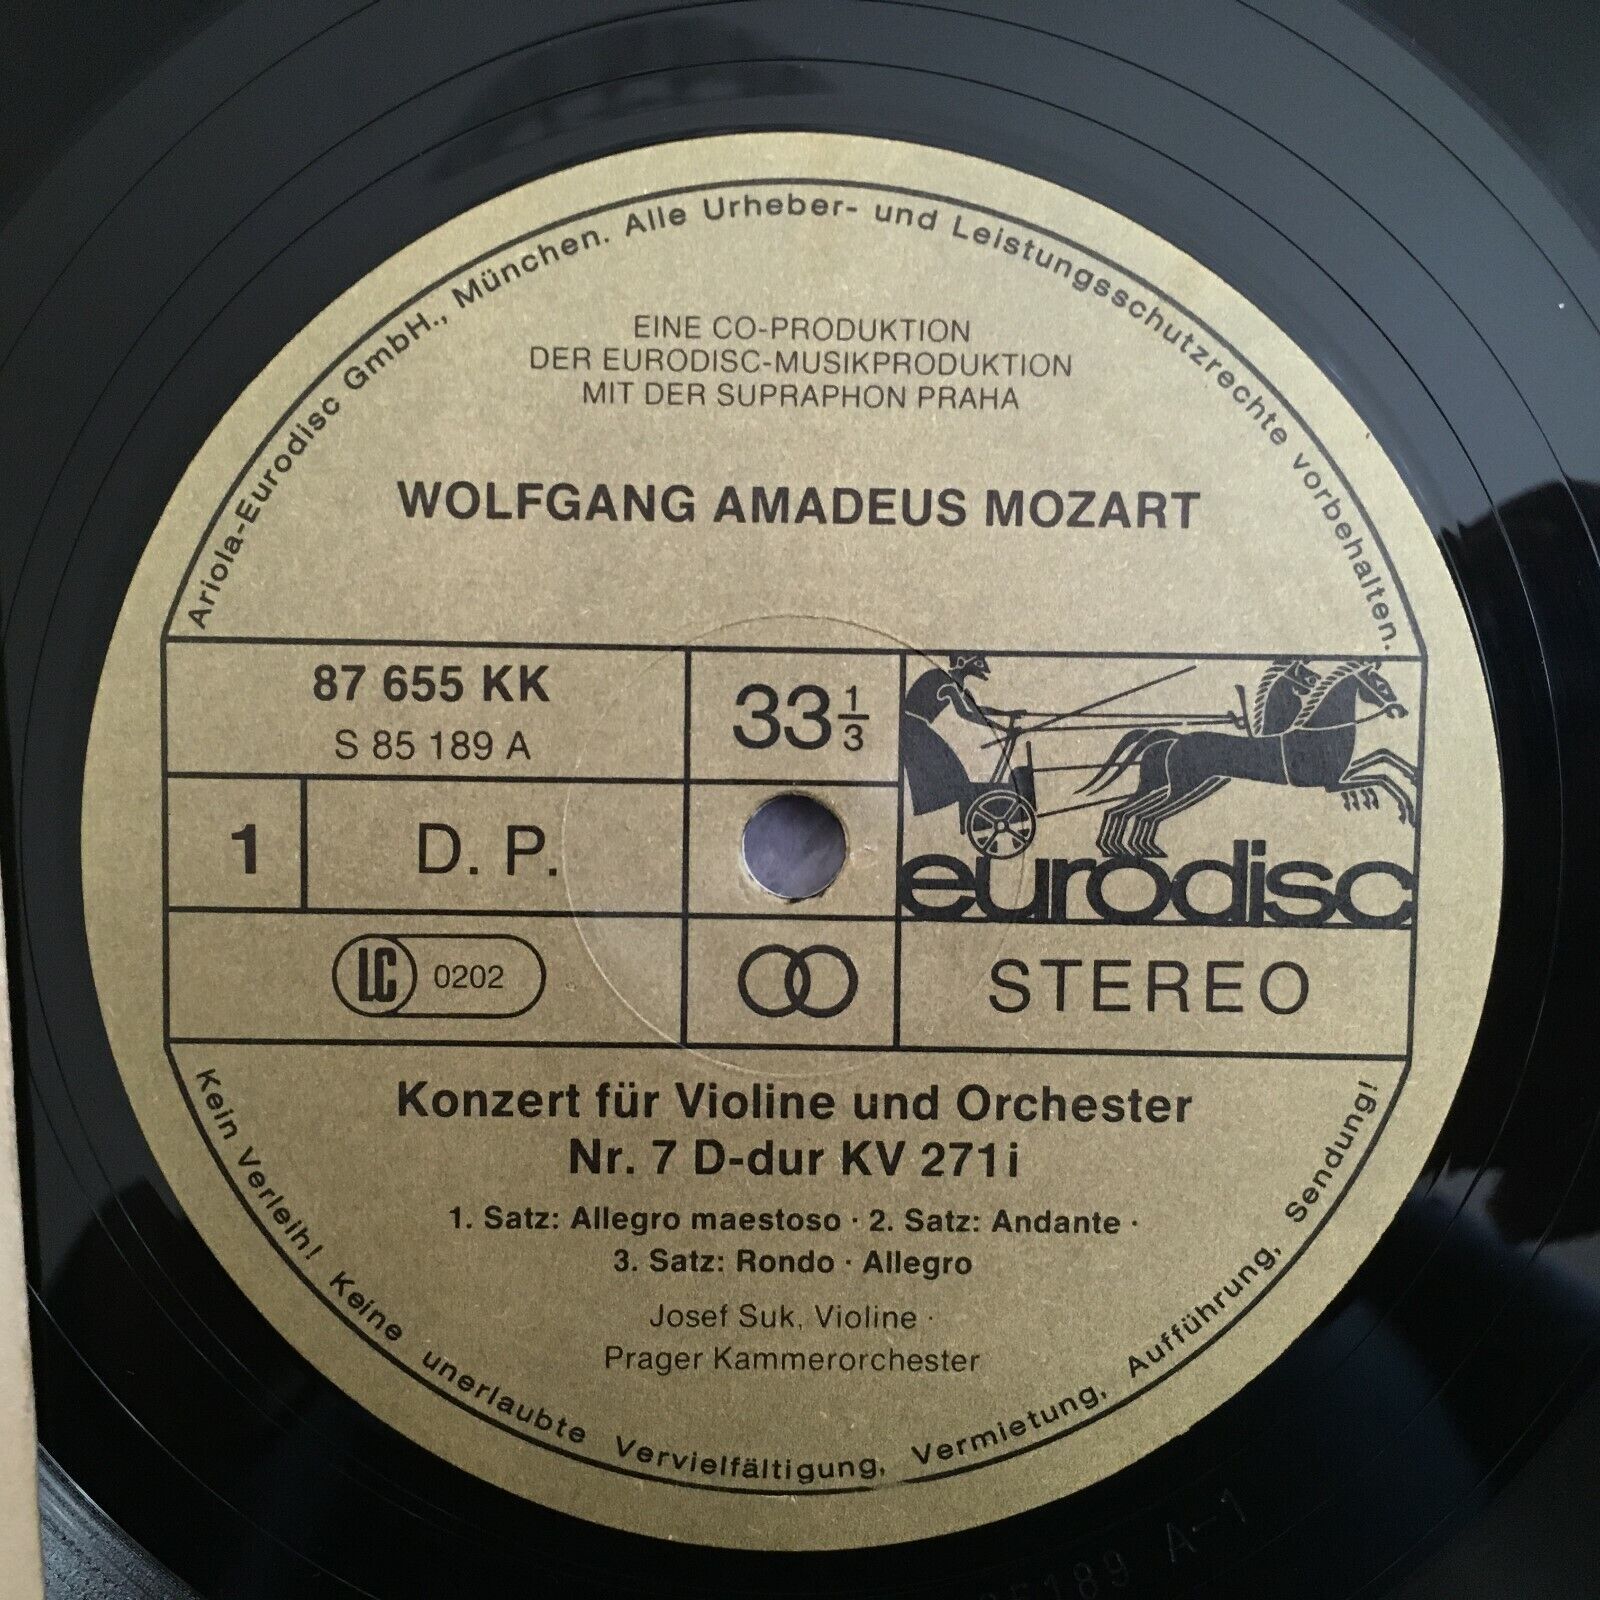 Ariola-Eurodisc GmbH., München. Alle Urheber- und Leistungsschutzrechte vorbehalten.
EINE CO-PRODUKTION
DER EURODISC-MUSIKPRODUKTION
MIT DER SUPRAPHON PRAHA
WOLFGANG AMADEUS MOZART
87 655 KK
S 85 189 A
33 1/3
1
D. P.
eurodisc
LC 0202
STEREO
Konzert für Violine und Orchester
Nr. 7 D-dur KV 271i
1. Satz: Allegro maestoso · 2. Satz: Andante ·
3. Satz: Rondo · Allegro
Josef Suk, Violine ·
Prager Kammerorchester
Kein Verleih! Keine unerlaubte Vervielfältigung, Vermietung, Aufführung, Sendung!
189 A-1